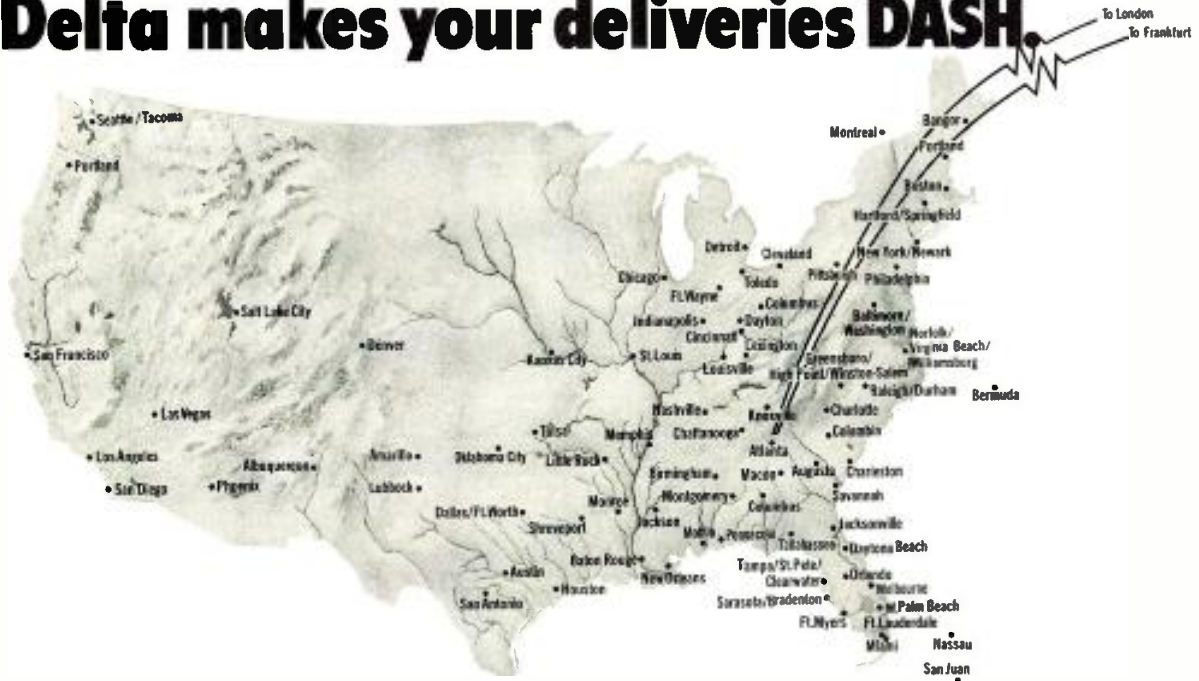 Delta makes your deliveries DASH.
To London
To Frankfurt
Seattle/Tacoma
Bangor
Montreal
Portland
Portland
Boston
Hartford/Springfield
Detroit
Cleveland
New York/Newark
Chicago
Toledo
Pittsburgh
Philadelphia
Ft.Wayne
Columbus
Salt Lake City
Indianapolis
Dayton
Baltimore/
Washington
Cincinnati
Norfolk/
Virginia Beach/
Williamsburg
Lexington
Denver
San Francisco
Kansas City
St.Louis
Louisville
Greensboro/
High Point/Winston-Salem
Raleigh/Durham
Bermuda
Las Vegas
Nashville
Knoxville
Charlotte
Tulsa
Memphis
Chattanooga
Columbia
Los Angeles
Albuquerque
Amarillo
Oklahoma City
Little Rock
Atlanta
Birmingham
Macon
Augusta
Charleston
San Diego
Phoenix
Lubbock
Monroe
Montgomery
Columbus
Savannah
Dallas/Ft.Worth
Shreveport
Jackson
Jacksonville
Mobile
Pensacola
Tallahassee
Daytona Beach
Baton Rouge
Tampa/St.Pete/
Clearwater
Austin
New Orleans
Orlando
Houston
Melbourne
San Antonio
Sarasota/Bradenton
W.Palm Beach
Ft.Myers
Ft.Lauderdale
Miami
Nassau
San Juan